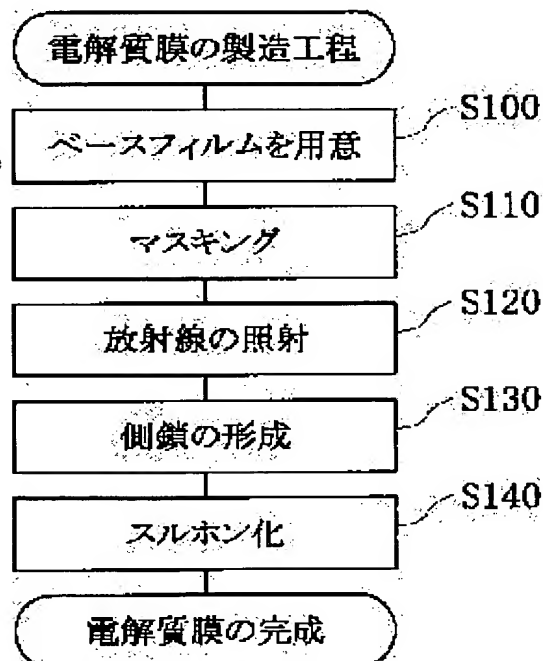 電解質膜の製造工程
ベースフィルムを用意
S100
マスキング
S110
放射線の照射
S120
側鎖の形成
S130
スルホン化
S140
電解質膜の完成